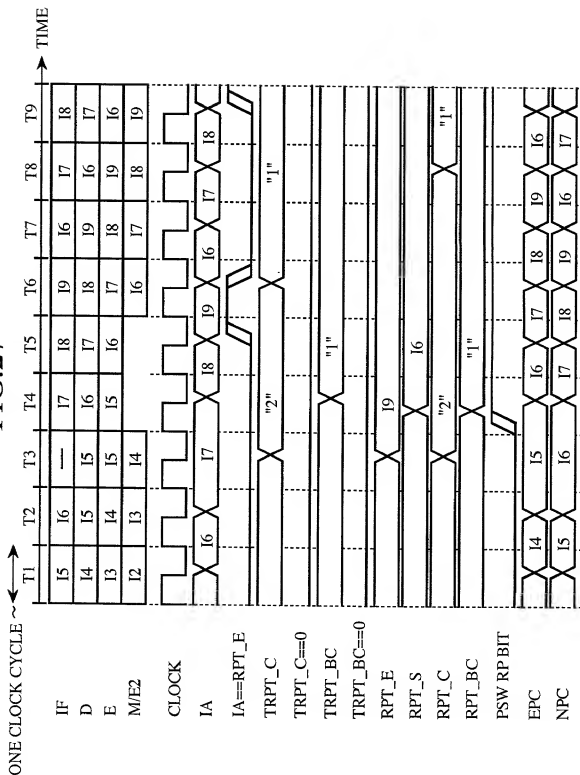 ONE CLOCK CYCLE ~
TIME
T1 T2 T3 T4 T5 T6 T7 T8 T9
IF I5 I6 — I7 I8 I9 I6 I7 I8
D I4 I5 I5 I6 I7 I8 I9 I6 I7
E I3 I4 I5 I5 I6 I7 I8 I9 I6
M/E2 I2 I3 I4 I6 I7 I8 I9
CLOCK
IA I6 I7 I8 I9 I6 I7 I8
IA==RPT_E
TRPT_C "2" "1"
TRPT_C==0
TRPT_BC "1"
TRPT_BC==0
RPT_E I9
RPT_S I6
RPT_C "2" "1"
RPT_BC "1"
PSW RP BIT
EPC I4 I5 I6 I7 I8 I9 I6
NPC I5 I6 I7 I8 I9 I6 I7